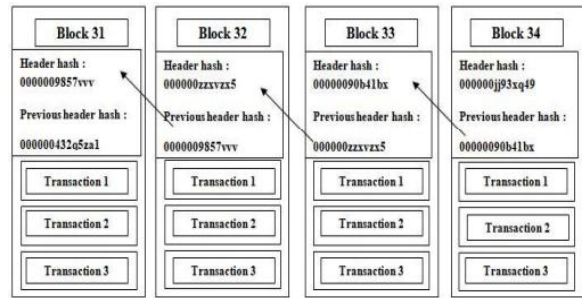 Block 31
Header hash :
0000009857vvv
Previous header hash :
000000432q5za1
Transaction 1
Transaction 2
Transaction 3
Block 32
Header hash :
000000zzxvzx5
Previous header hash :
0000009857vvv
Transaction 1
Transaction 2
Transaction 3
Block 33
Header hash :
00000090b41bx
Previous header hash :
000000zzxvzx5
Transaction 1
Transaction 2
Transaction 3
Block 34
Header hash :
000000jj93xq49
Previous header hash :
00000090b41bx
Transaction 1
Transaction 2
Transaction 3